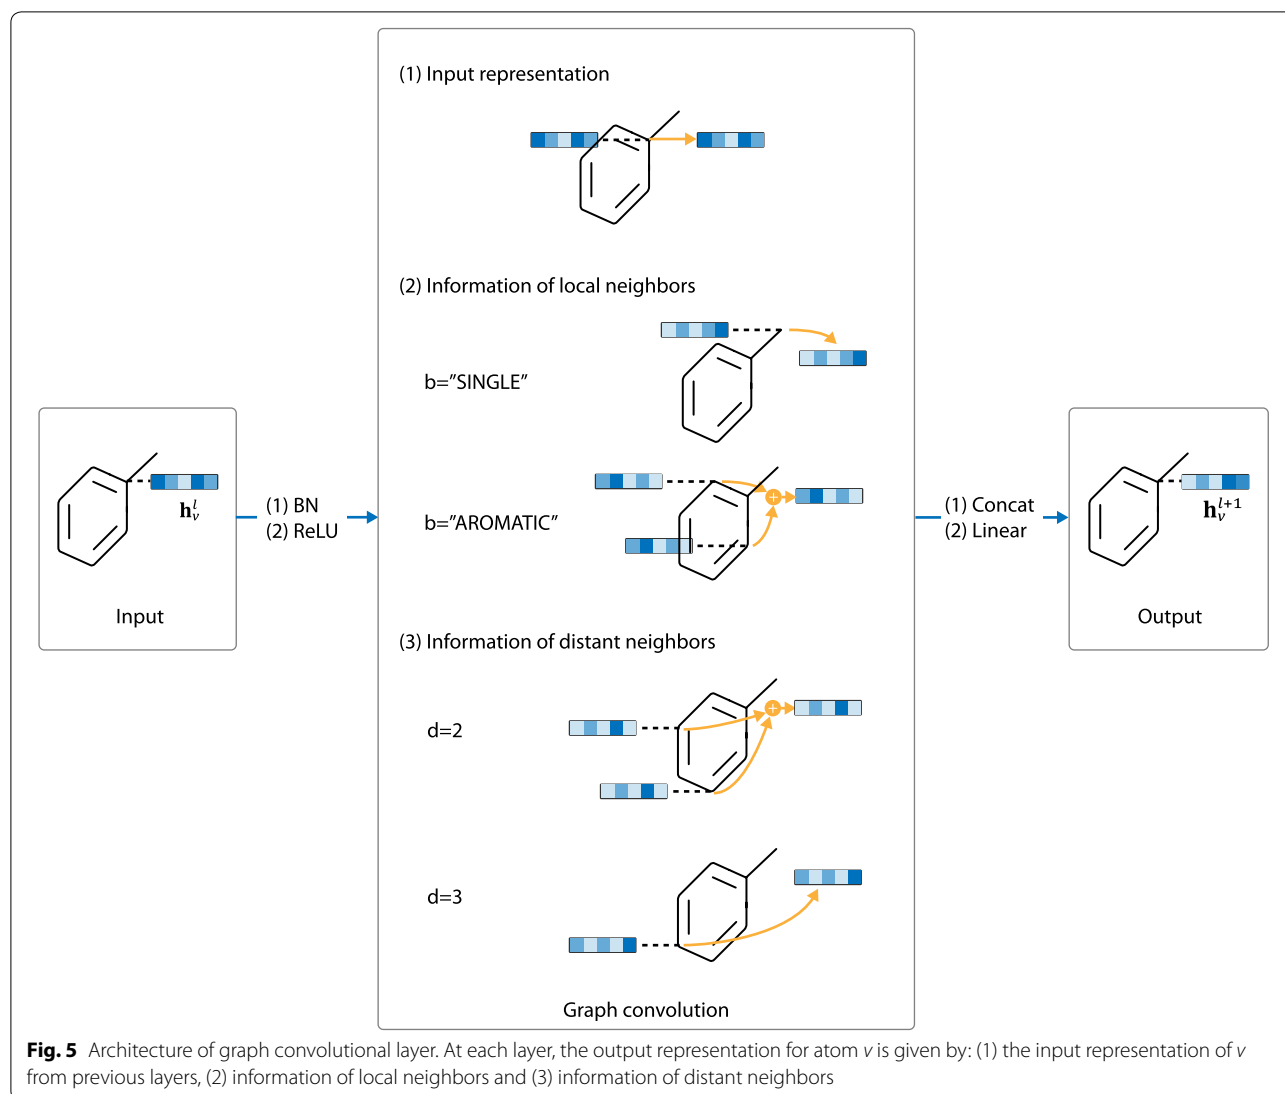 (1) Input representation
(2) Information of local neighbors
b=”SINGLE”
b=”AROMATIC”
(3) Information of distant neighbors
d=2
d=3
Graph convolution
𝐡ᵥˡ
Input
(1) BN
(2) ReLU
(1) Concat
(2) Linear
𝐡ᵥˡ⁺¹
Output
Fig. 5 Architecture of graph convolutional layer. At each layer, the output representation for atom v is given by: (1) the input representation of v
from previous layers, (2) information of local neighbors and (3) information of distant neighbors